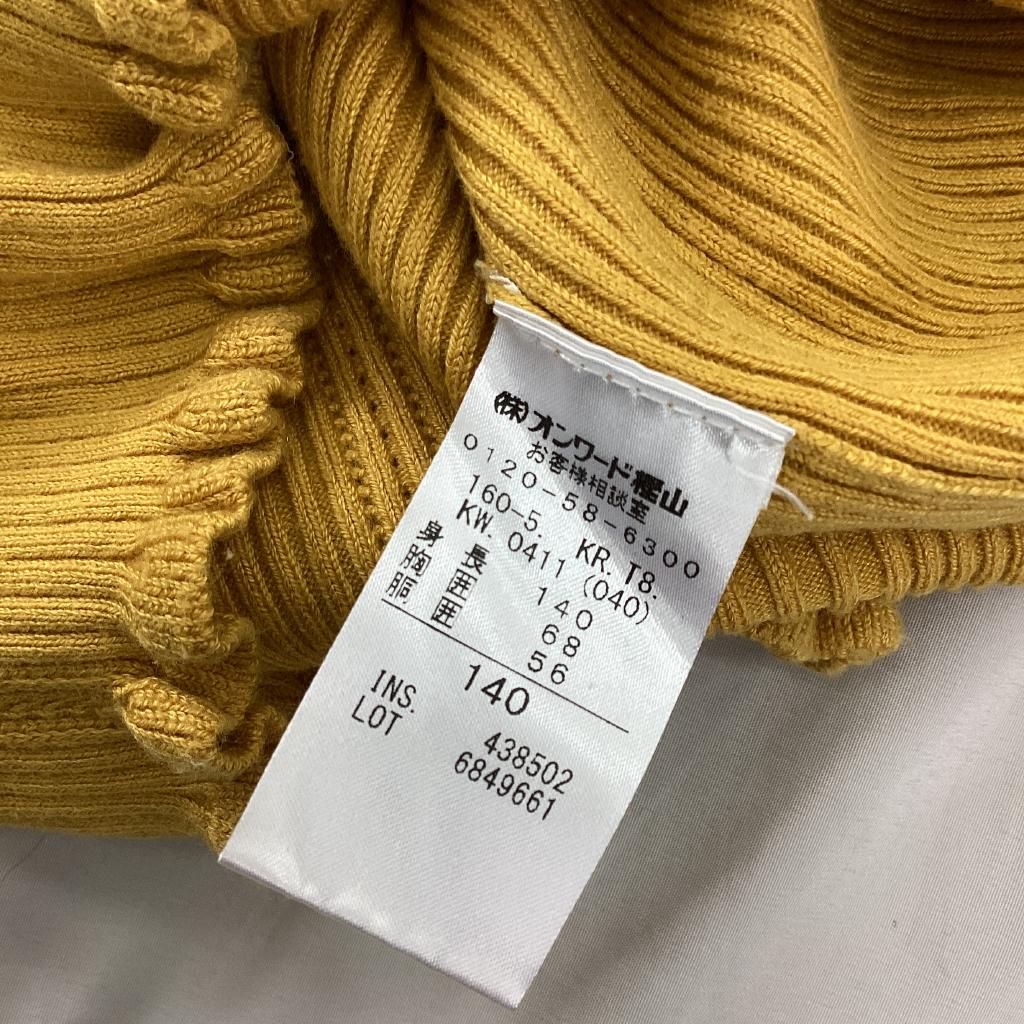 (株)オンワード樫山
お客様相談室
0120-58-6300
160-5. KR. T8.
KW. 0411 (040)
身長 140
胸囲 68
胴囲 56
140
INS. 438502
LOT 6849661